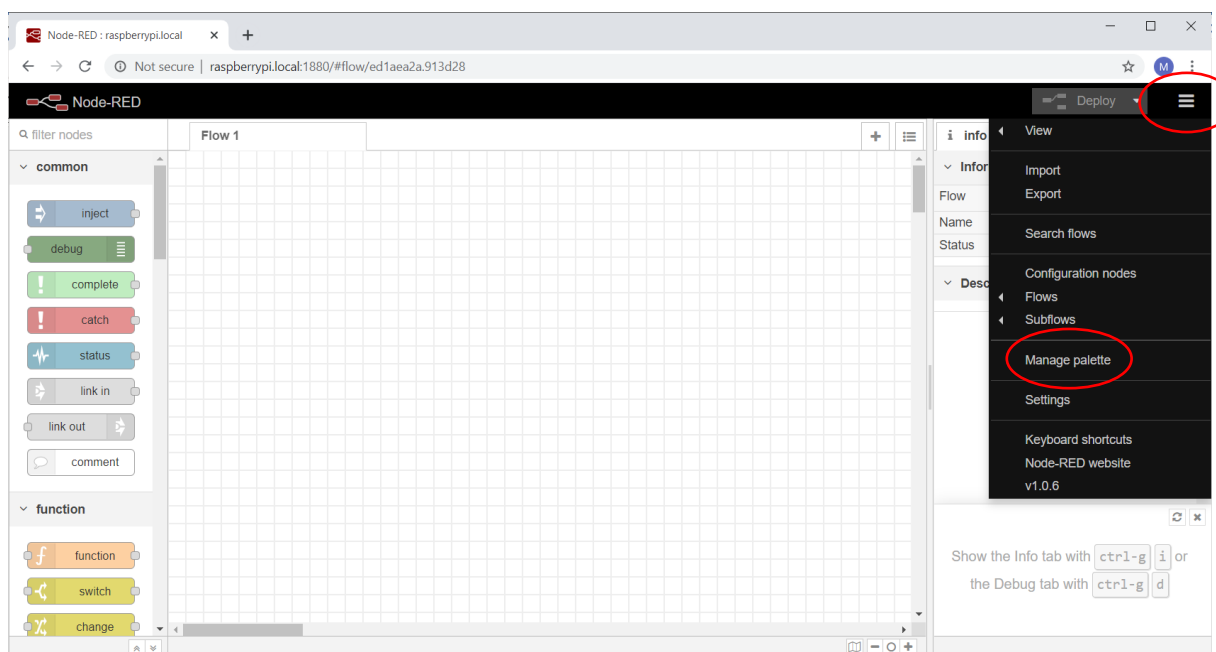 Node-RED : raspberrypi.local
Not secure | raspberrypi.local:1880/#flow/ed1aea2a.913d28
M
Node-RED
Deploy
filter nodes
Flow 1
i info
common
inject
debug
complete
catch
status
link in
link out
comment
function
function
switch
change
Infor
Flow
Name
Status
Desc
View
Import
Export
Search flows
Configuration nodes
Flows
Subflows
Manage palette
Settings
Keyboard shortcuts
Node-RED website
v1.0.6
Show the Info tab with ctrl-g i or
the Debug tab with ctrl-g d